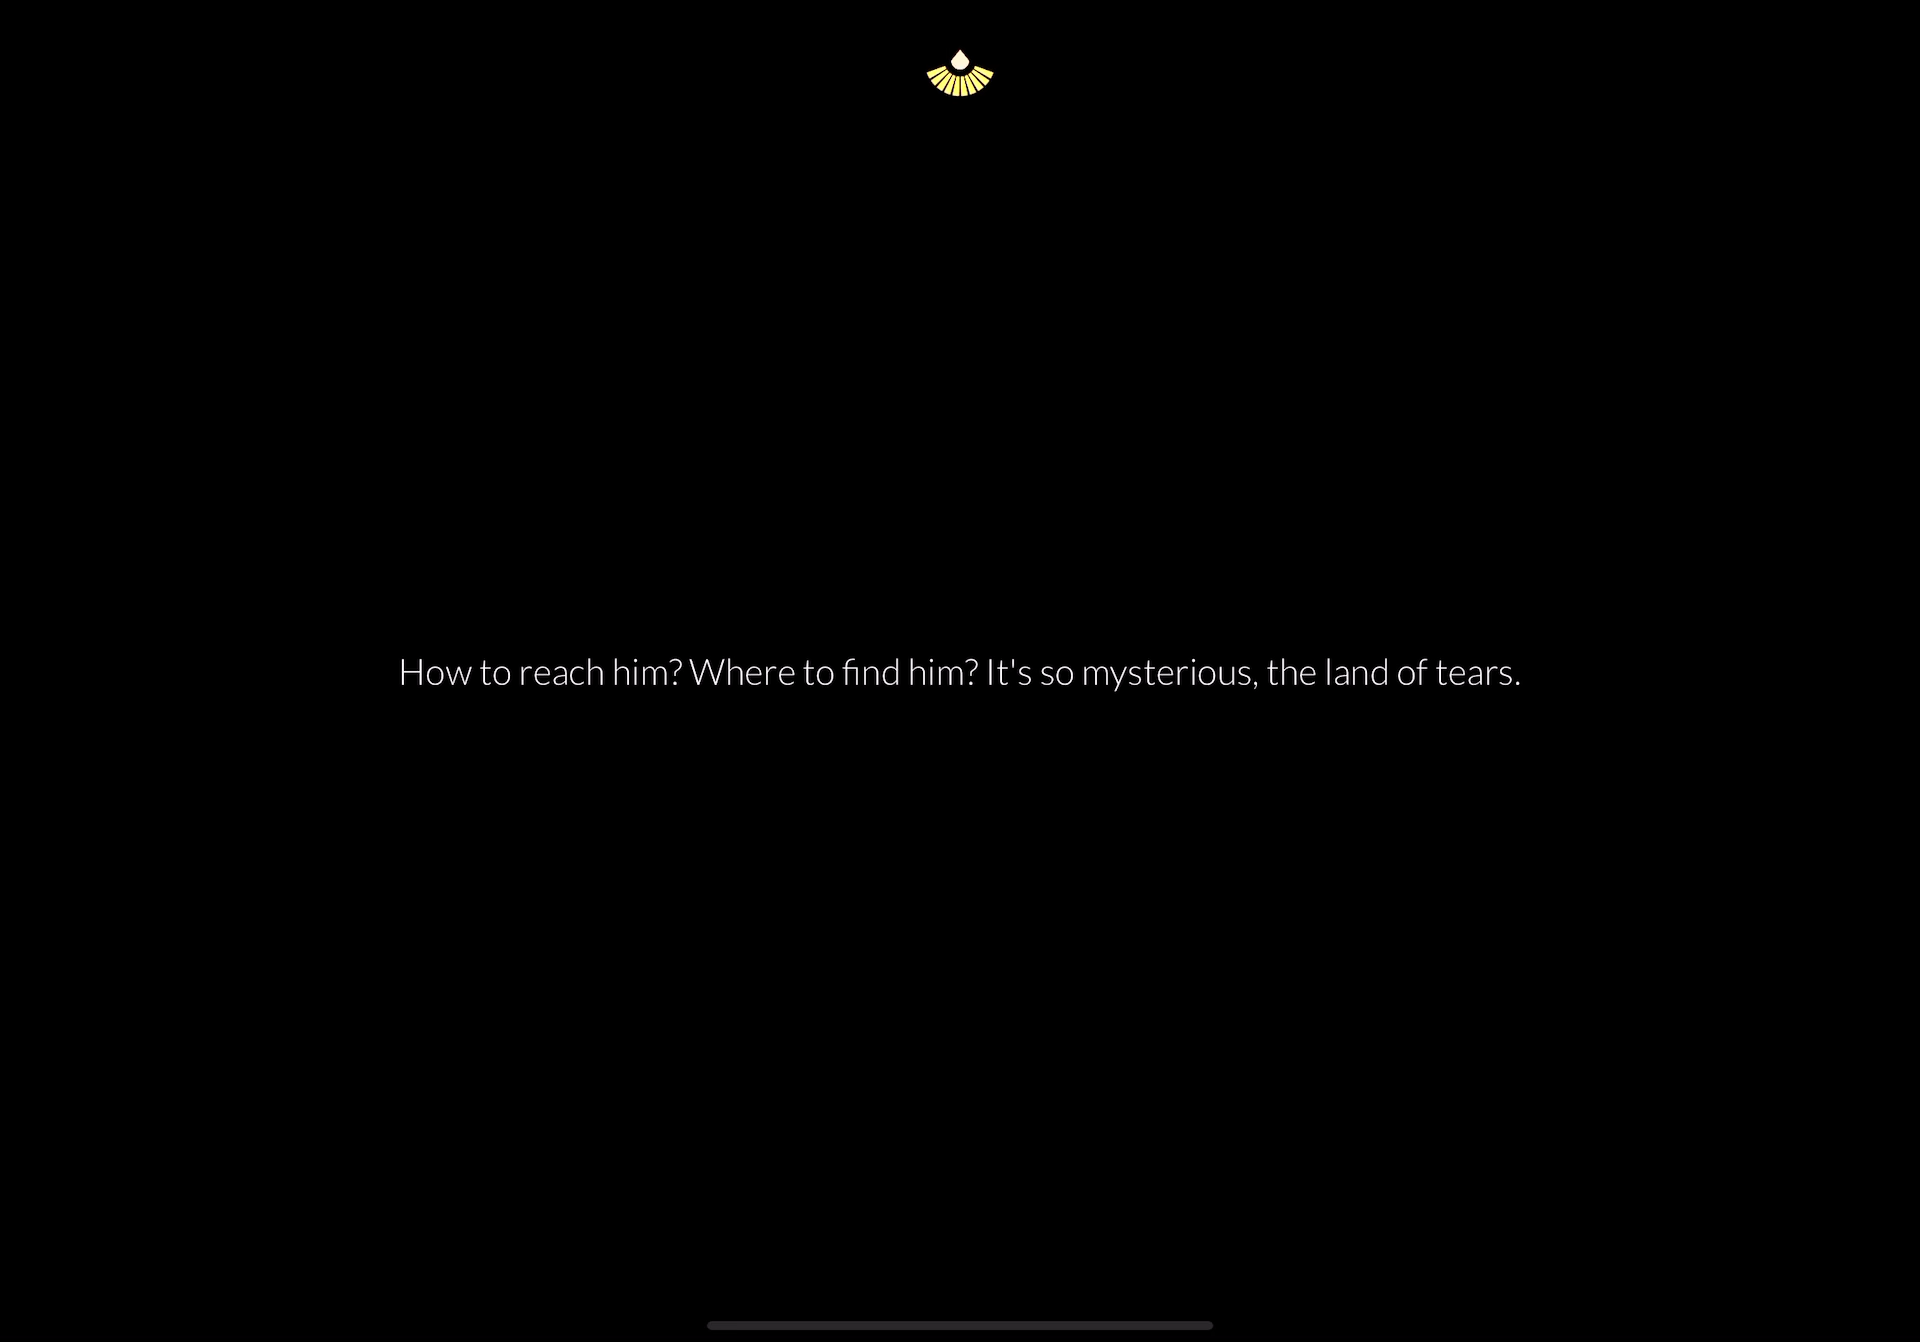 How to reach him? Where to find him? It's so mysterious, the land of tears.